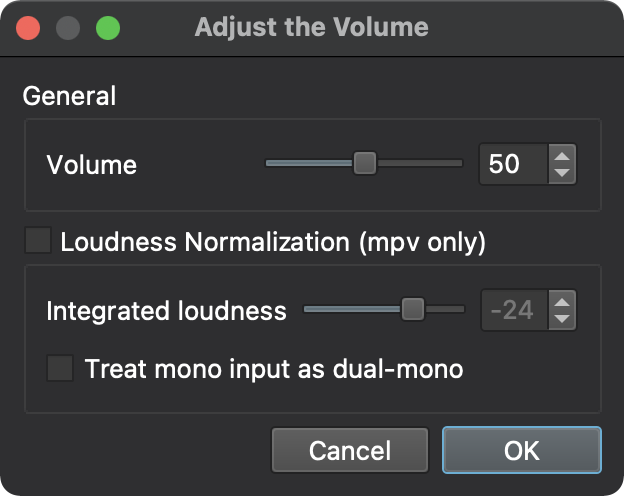 Adjust the Volume
General
Volume 50
Loudness Normalization (mpv only)
Integrated loudness -24
Treat mono input as dual-mono
Cancel OK